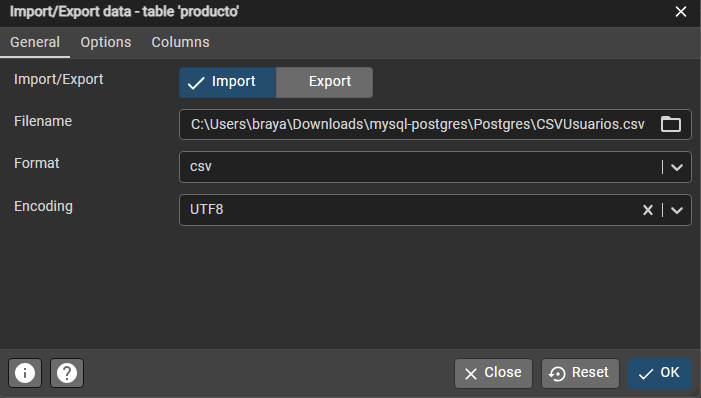 Import/Export data - table 'producto'
General Options Columns
Import/Export Import Export
Filename C:\Users\braya\Downloads\mysql-postgres\Postgres\CSVUsuarios.csv
Format csv
Encoding UTF8
Close Reset OK